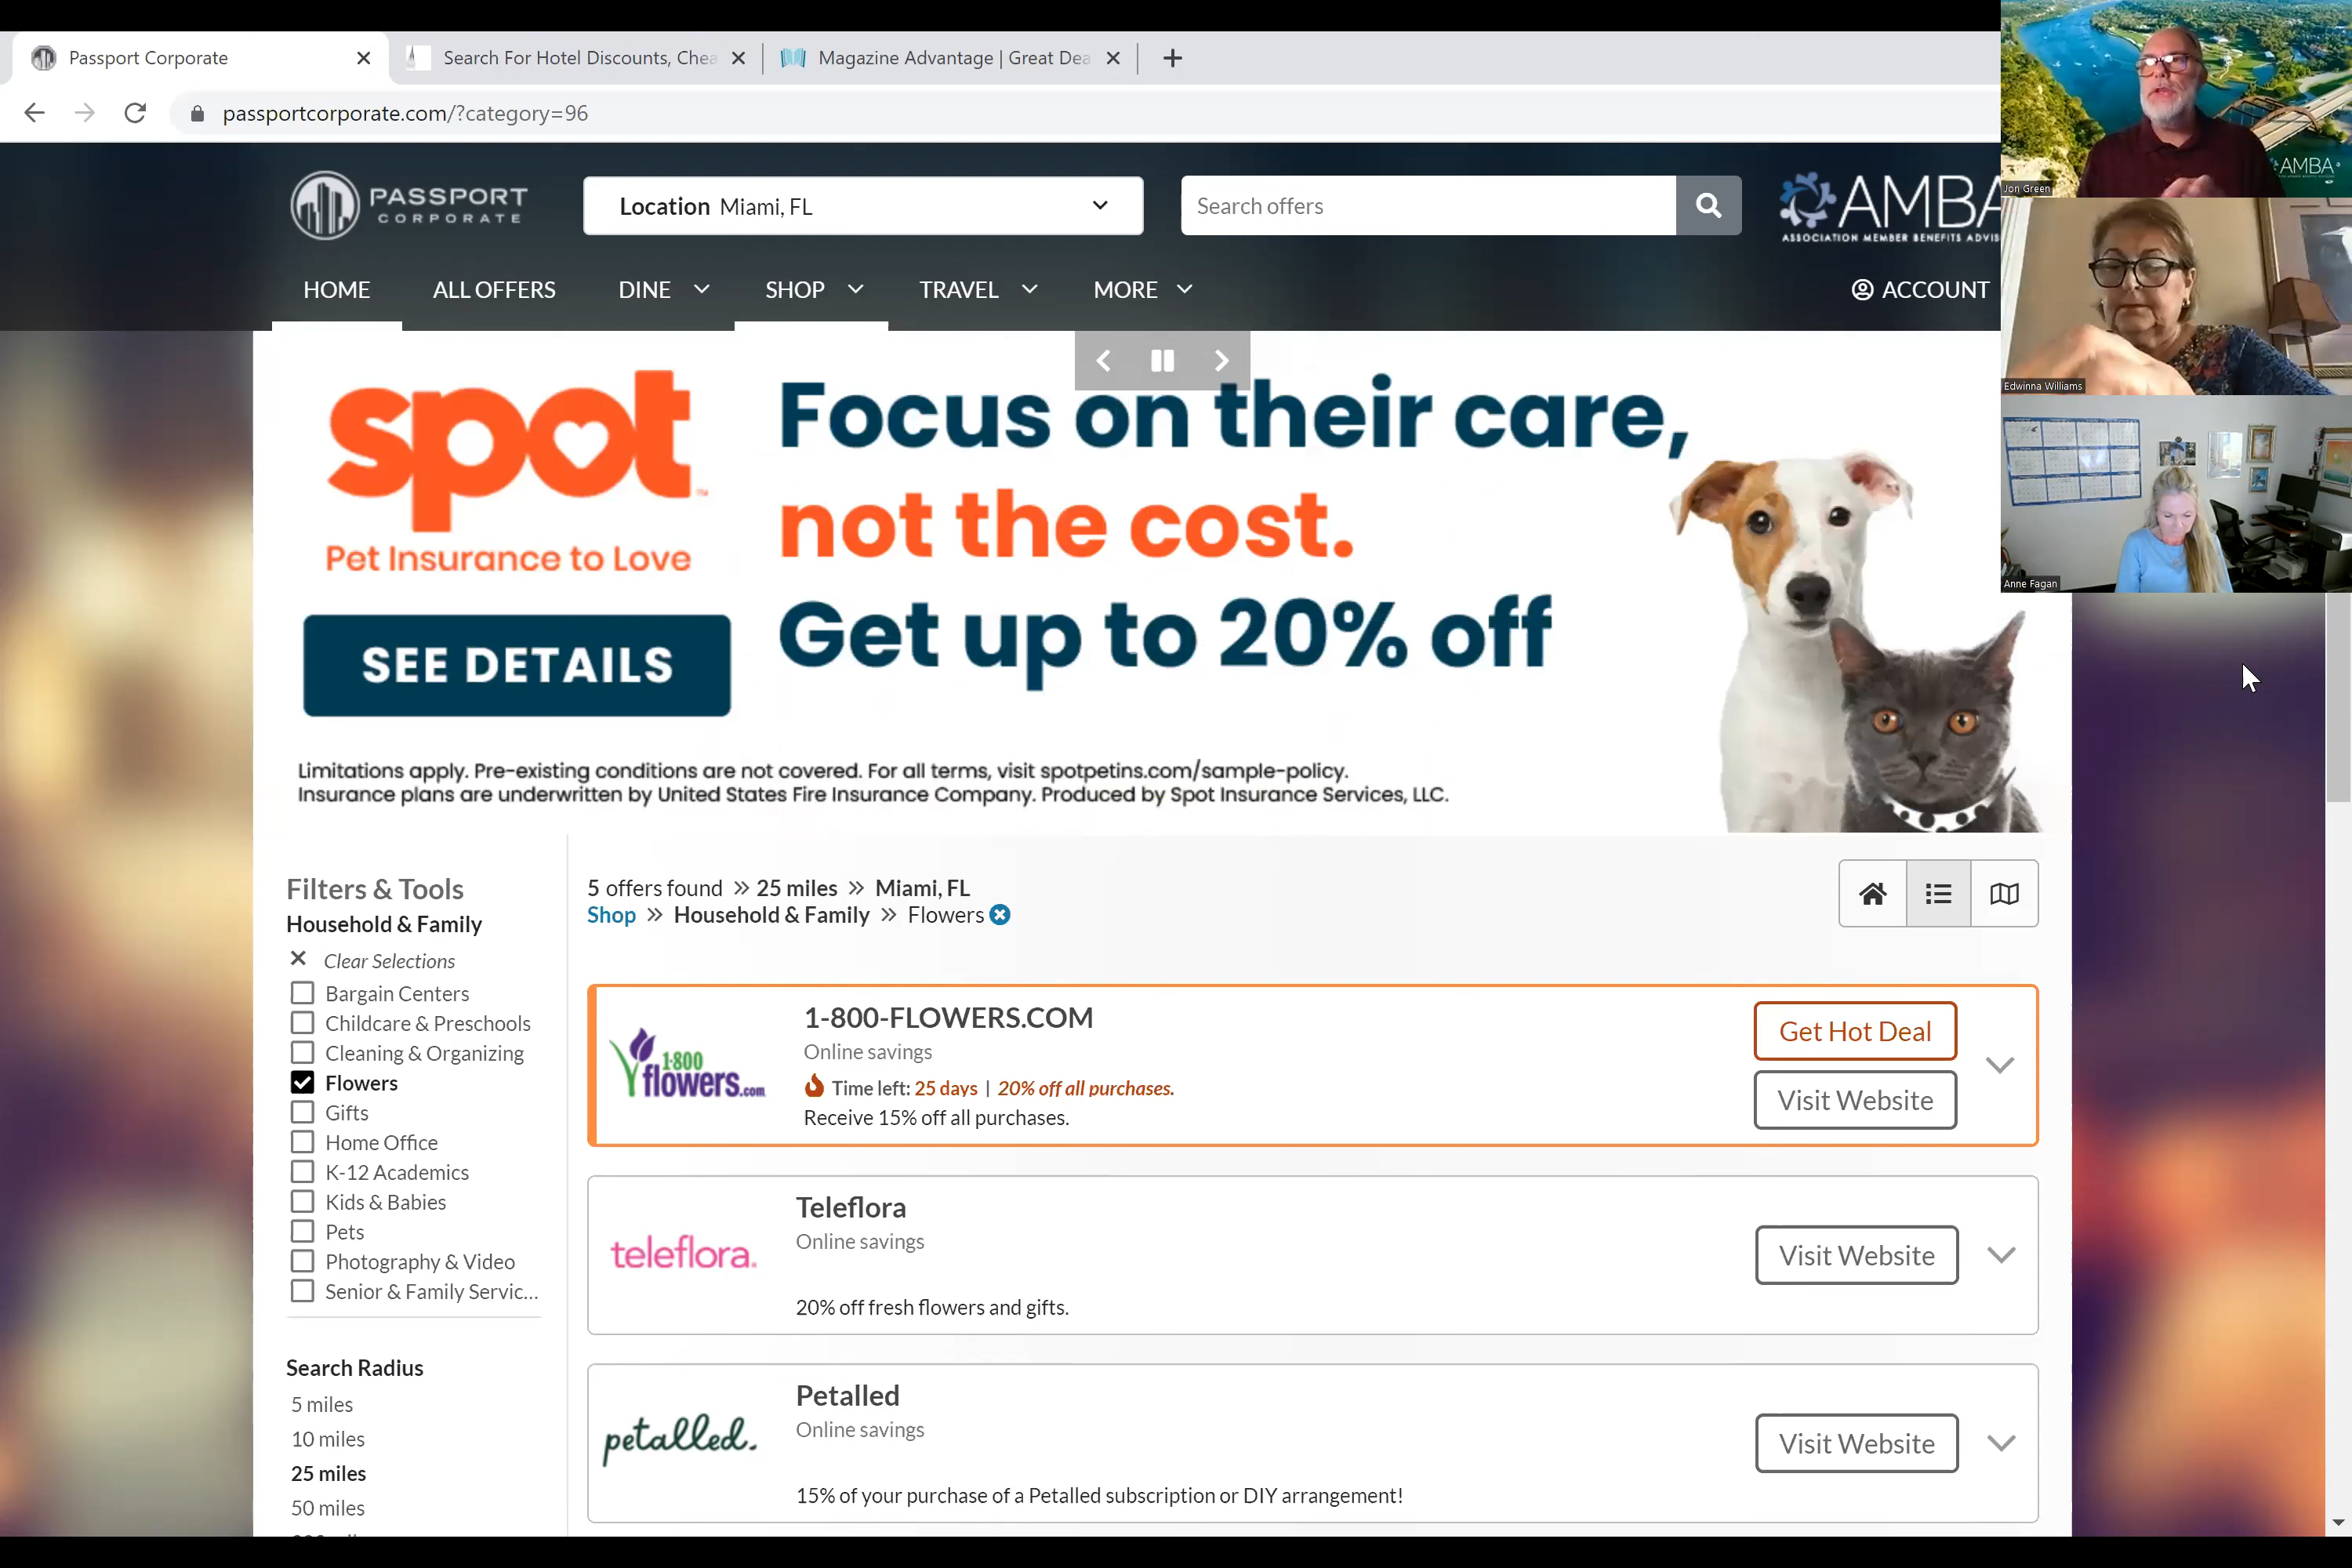 Passport Corporate
Search For Hotel Discounts, Chea
Magazine Advantage | Great Dea
passportcorporate.com/?category=96
PASSPORT
CORPORATE
Location Miami, FL
Search offers
AMBA
ASSOCIATION MEMBER BENEFITS ADVIS
HOME
ALL OFFERS
DINE
SHOP
TRAVEL
MORE
ACCOUNT
AMBA
Jon Green
Edwinna Williams
Anne Fagan
spot
Pet Insurance to Love
SEE DETAILS
Focus on their care,
not the cost.
Get up to 20% off
Limitations apply. Pre-existing conditions are not covered. For all terms, visit spotpetins.com/sample-policy.
Insurance plans are underwritten by United States Fire Insurance Company. Produced by Spot Insurance Services, LLC.
Filters & Tools
Household & Family
Clear Selections
Bargain Centers
Childcare & Preschools
Cleaning & Organizing
Flowers
Gifts
Home Office
K-12 Academics
Kids & Babies
Pets
Photography & Video
Senior & Family Servic...
Search Radius
5 miles
10 miles
25 miles
50 miles
5 offers found » 25 miles » Miami, FL
Shop » Household & Family » Flowers
1-800 flowers.com
1-800-FLOWERS.COM
Online savings
Time left: 25 days | 20% off all purchases.
Receive 15% off all purchases.
Get Hot Deal
Visit Website
teleflora.
Teleflora
Online savings
20% off fresh flowers and gifts.
Visit Website
petalled.
Petalled
Online savings
15% of your purchase of a Petalled subscription or DIY arrangement!
Visit Website